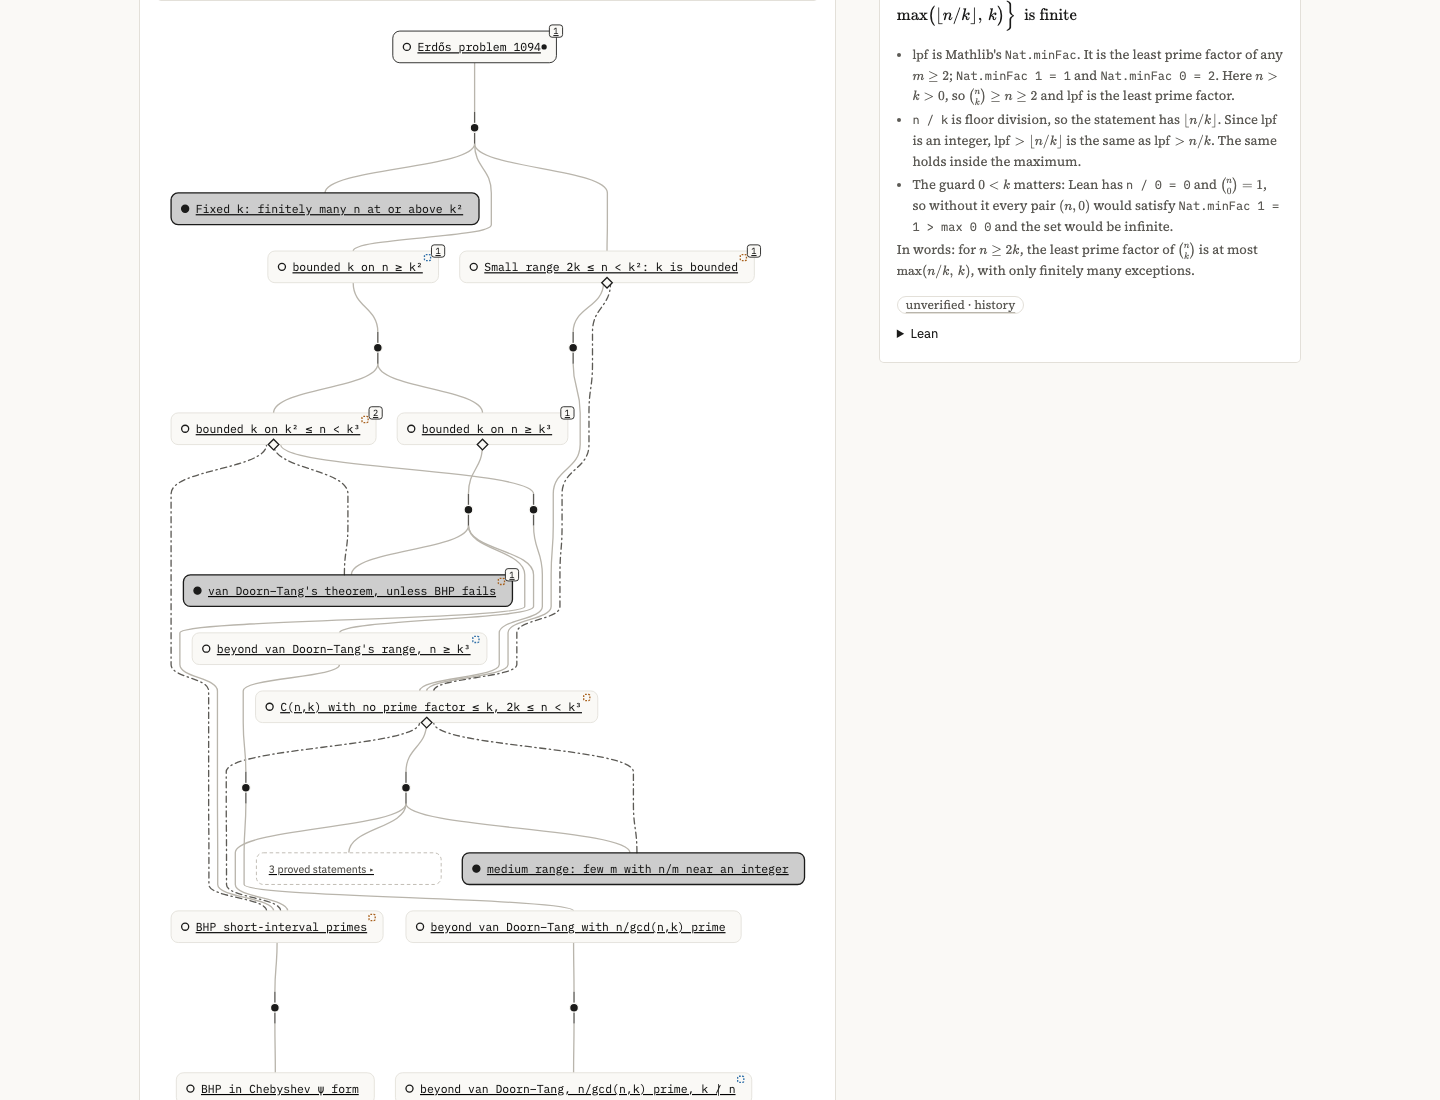 1
Erdős problem 1094
Fixed k: finitely many n at or above k²
1
bounded k on n ≥ k²
1
Small range 2k ≤ n < k²: k is bounded
2
bounded k on k² ≤ n < k³
1
bounded k on n ≥ k³
1
van Doorn–Tang's theorem, unless BHP fails
beyond van Doorn–Tang's range, n ≥ k³
C(n,k) with no prime factor ≤ k, 2k ≤ n < k³
3 proved statements ▸
medium range: few m with n/m near an integer
BHP short-interval primes
beyond van Doorn–Tang with n/gcd(n,k) prime
BHP in Chebyshev ψ form
beyond van Doorn–Tang, n/gcd(n,k) prime, k ∤ n
max(⌊n/k⌋, k)} is finite
• lpf is Mathlib's Nat.minFac. It is the least prime factor of any
m ≥ 2; Nat.minFac 1 = 1 and Nat.minFac 0 = 2. Here n >
k > 0, so (n k) ≥ n ≥ 2 and lpf is the least prime factor.
• n / k is floor division, so the statement has ⌊n/k⌋. Since lpf
is an integer, lpf > ⌊n/k⌋ is the same as lpf > n/k. The same
holds inside the maximum.
• The guard 0 < k matters: Lean has n / 0 = 0 and (n 0) = 1,
so without it every pair (n, 0) would satisfy Nat.minFac 1 =
1 > max 0 0 and the set would be infinite.
In words: for n ≥ 2k, the least prime factor of (n k) is at most
max(n/k, k), with only finitely many exceptions.
unverified · history
▶ Lean